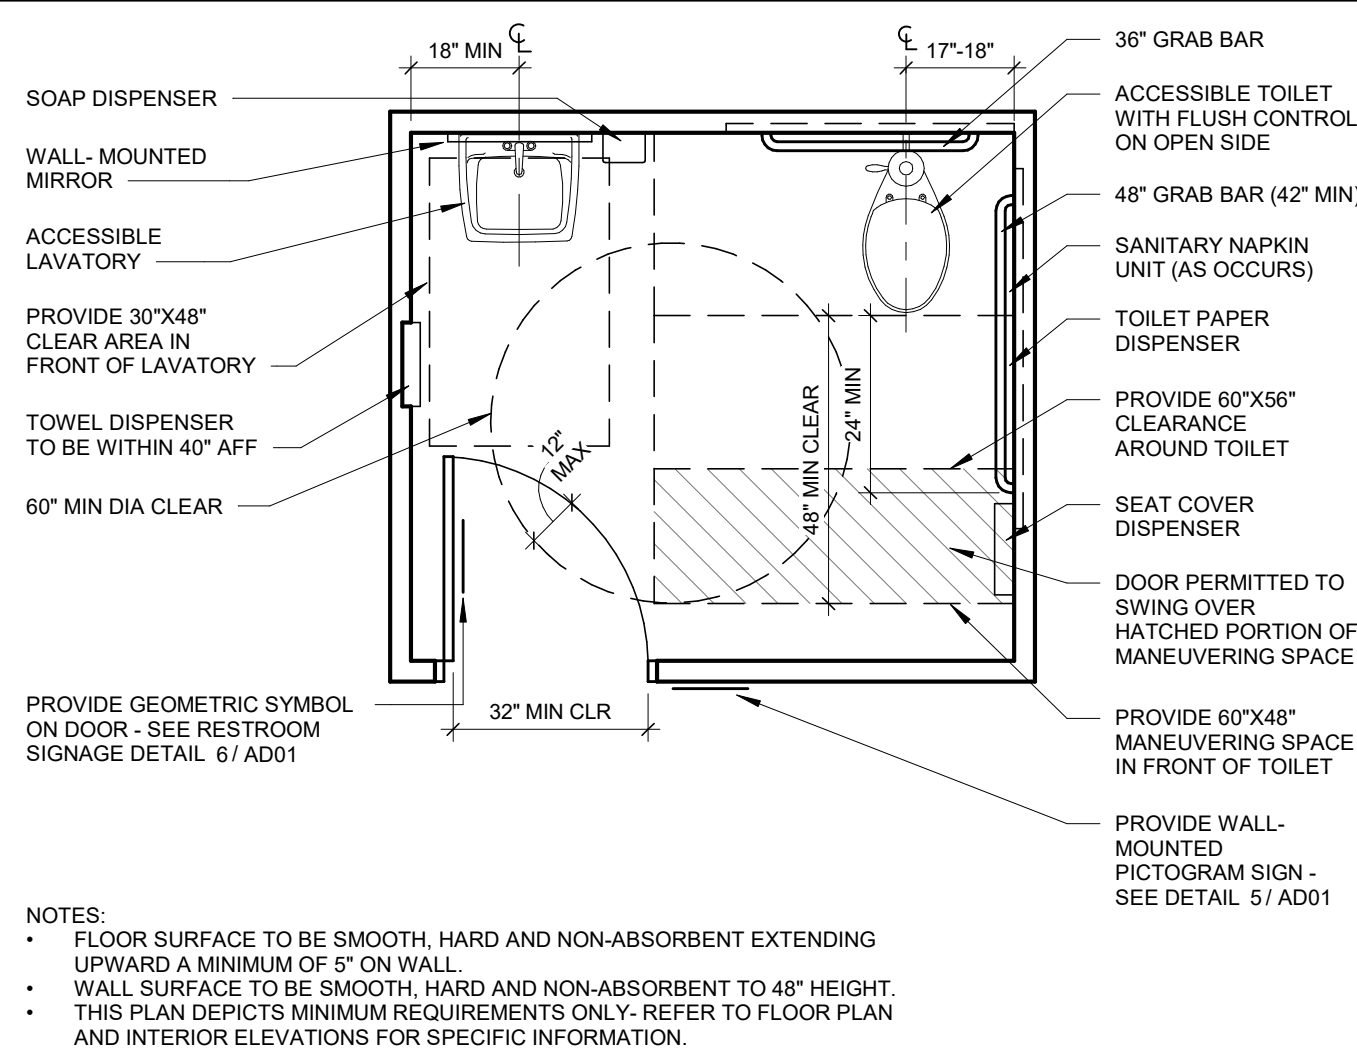 18" MIN
℄
℄
17"-18"
SOAP DISPENSER
WALL- MOUNTED
MIRROR
ACCESSIBLE
LAVATORY
PROVIDE 30"X48"
CLEAR AREA IN
FRONT OF LAVATORY
TOWEL DISPENSER
TO BE WITHIN 40" AFF
60" MIN DIA CLEAR
PROVIDE GEOMETRIC SYMBOL
ON DOOR - SEE RESTROOM
SIGNAGE DETAIL 6 / AD01
12"
MAX
48" MIN CLEAR
24" MIN
32" MIN CLR
36" GRAB BAR
ACCESSIBLE TOILET
WITH FLUSH CONTROL
ON OPEN SIDE
48" GRAB BAR (42" MIN)
SANITARY NAPKIN
UNIT (AS OCCURS)
TOILET PAPER
DISPENSER
PROVIDE 60"X56"
CLEARANCE
AROUND TOILET
SEAT COVER
DISPENSER
DOOR PERMITTED TO
SWING OVER
HATCHED PORTION OF
MANEUVERING SPACE
PROVIDE 60"X48"
MANEUVERING SPACE
IN FRONT OF TOILET
PROVIDE WALL-
MOUNTED
PICTOGRAM SIGN -
SEE DETAIL 5 / AD01
NOTES:
• FLOOR SURFACE TO BE SMOOTH, HARD AND NON-ABSORBENT EXTENDING
UPWARD A MINIMUM OF 5" ON WALL.
• WALL SURFACE TO BE SMOOTH, HARD AND NON-ABSORBENT TO 48" HEIGHT.
• THIS PLAN DEPICTS MINIMUM REQUIREMENTS ONLY- REFER TO FLOOR PLAN
AND INTERIOR ELEVATIONS FOR SPECIFIC INFORMATION.